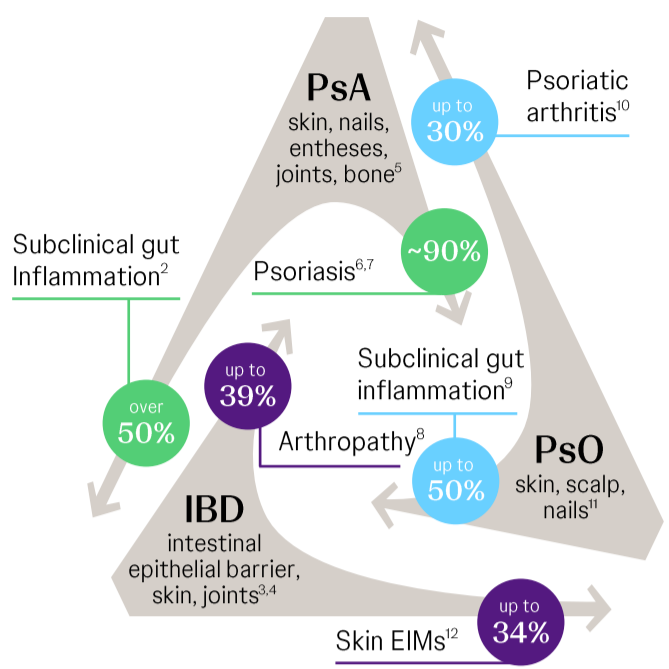 PsA
skin, nails,
entheses,
joints, bone5
up to
30%
Psoriatic
arthritis10
Subclinical gut
Inflammation2
Psoriasis6,7
~90%
up to
39%
Subclinical gut
inflammation9
over
50%
Arthropathy8
up to
50%
PsO
skin, scalp,
nails11
IBD
intestinal
epithelial barrier,
skin, joints3,4
up to
34%
Skin EIMs12